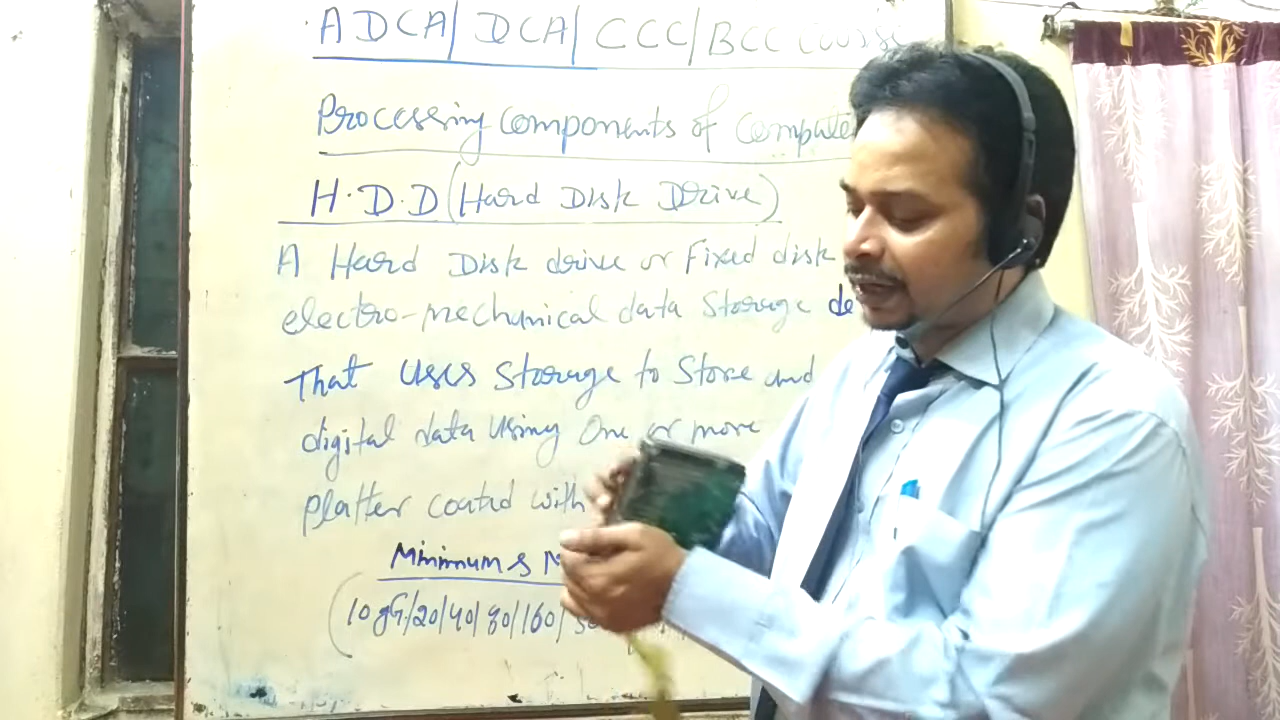 ADCA/DCA/CCC/BCC Course
Processing Components of Compute
H.D.D (Hard Disk Drive)
A Hard Disk drive or Fixed disk
electro-mechanical data Storage de
That Uses Storage to Store and
digital data Using One or more
platter coated with
Minimum & M
(10 gG/20/40/80/160/